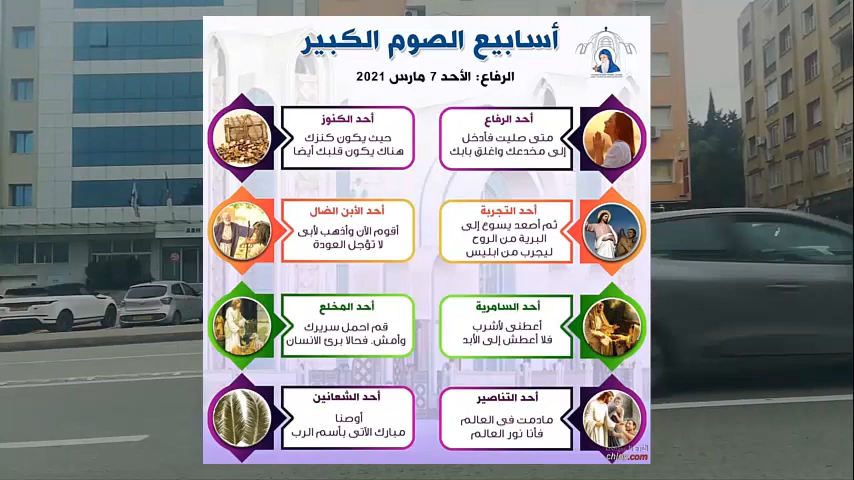 أسابيع الصوم الكبير
الرفاع: الأحد 7 مارس 2021
أحد الرفاع
متى صليت فأدخل
إلى مخدعك واغلق بابك
أحد الكنوز
حيث يكون كنزك
هناك يكون قلبك أيضا
أحد التجربة
ثم أصعد يسوع إلى
البرية من الروح
ليجرب من ابليس
أحد الأبن الضال
أقوم الآن وأذهب لأبى
لا تؤجل العودة
أحد السامرية
أعطنى لأشرب
فلا أعطش إلى الأبد
أحد المخلع
قم احمل سريرك
وأمش. فحالا برئ الانسان
أحد التناصير
مادمت فى العالم
فأنا نور العالم
أحد الشعانين
أوصنا
مبارك الآتى بأسم الرب